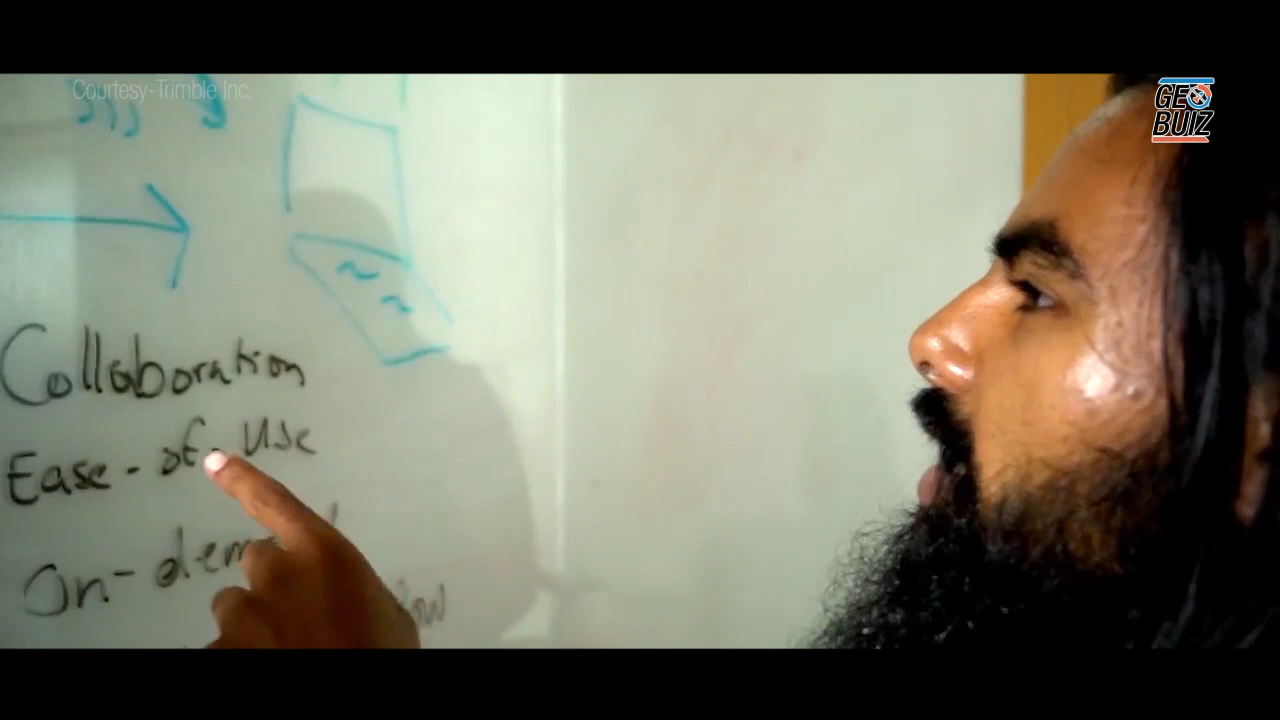 Courtesy-Trimble Inc.
GEO
BUIZ
Collaboration
Ease-of-Use